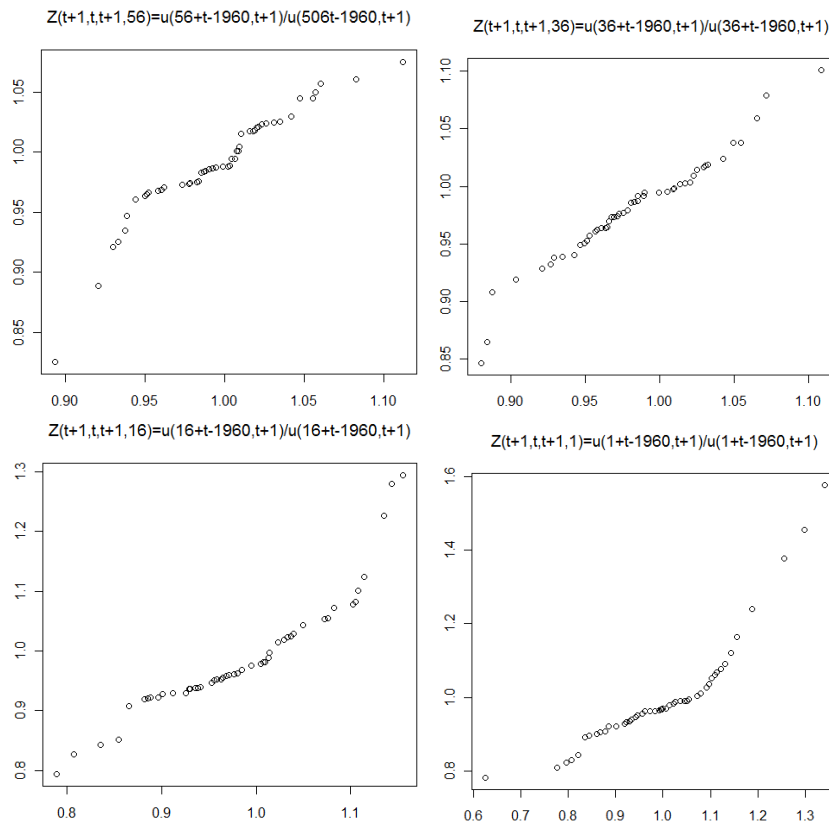 Z(t+1,t,t+1,56)=u(56+t-1960,t+1)/u(506t-1960,t+1)
Z(t+1,t,t+1,36)=u(36+t-1960,t+1)/u(36+t-1960,t+1)
1.05
1.00
0.95
0.90
0.85
0.90 0.95 1.00 1.05 1.10
1.10
1.05
1.00
0.95
0.90
0.85
0.90 0.95 1.00 1.05 1.10
Z(t+1,t,t+1,16)=u(16+t-1960,t+1)/u(16+t-1960,t+1)
Z(t+1,t,t+1,1)=u(1+t-1960,t+1)/u(1+t-1960,t+1)
1.3
1.2
1.1
1.0
0.9
0.8
0.8 0.9 1.0 1.1
1.6
1.4
1.2
1.0
0.8
0.6 0.7 0.8 0.9 1.0 1.1 1.2 1.3